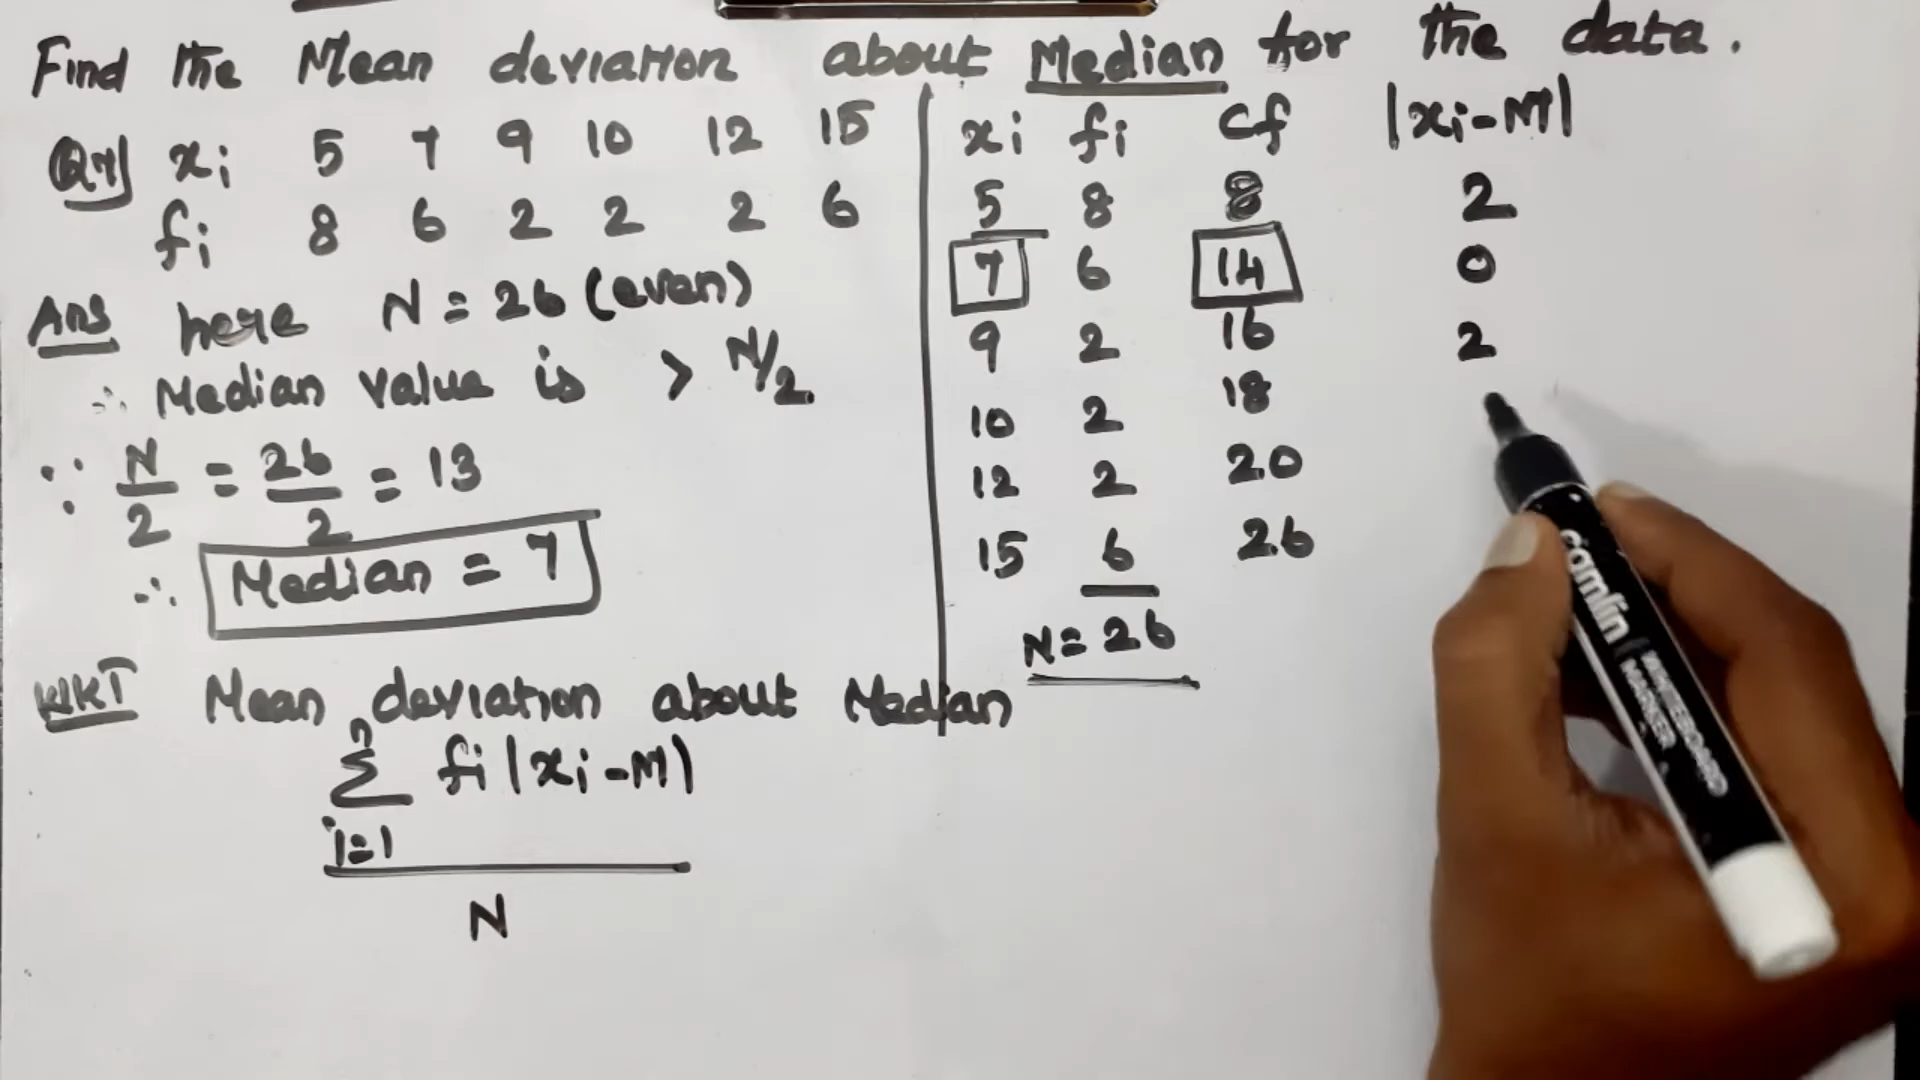 Find the Mean deviation about Median for the data.
Q7] xi 5 7 9 10 12 15
fi 8 6 2 2 2 6
Ans here N = 26 (even)
∴ Median value is > N/2
∵ N/2 = 26/2 = 13
∴ Median = 7
WKT Mean deviation about Median
n
Σ fi |xi - M|
i=1
N
xi fi cf |xi - M|
5 8 8 2
7 6 14 0
9 2 16 2
10 2 18
12 2 20
15 6 26
N = 26
camlin
WHITEBOARD
MARKER